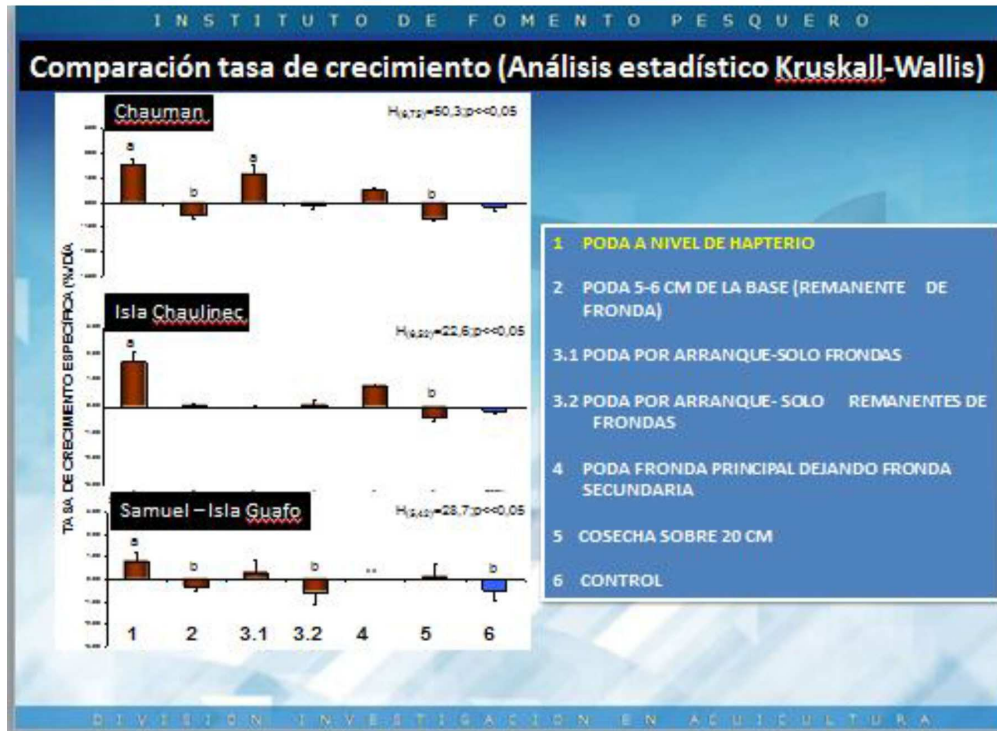 INSTITUTO DE FOMENTO PESQUERO
Comparación tasa de crecimiento (Análisis estadístico Kruskall-Wallis)
Chauman
a
b
a
b
Isla Chaulinec
a
b
Samuel – Isla Guafo
a
b
b
b
1 2 3.1 3.2 4 5 6
TASA DE CRECIMIENTO ESPECÍFICA (%/DÍA)
1 PODA A NIVEL DE HAPTERIO
2 PODA 5-6 CM DE LA BASE (REMANENTE DE
FRONDA)
3.1 PODA POR ARRANQUE-SOLO FRONDAS
3.2 PODA POR ARRANQUE- SOLO REMANENTES DE
FRONDAS
4 PODA FRONDA PRINCIPAL DEJANDO FRONDA
SECUNDARIA
5 COSECHA SOBRE 20 CM
6 CONTROL
DIVISION INVESTIGACION EN ACUICULTURA